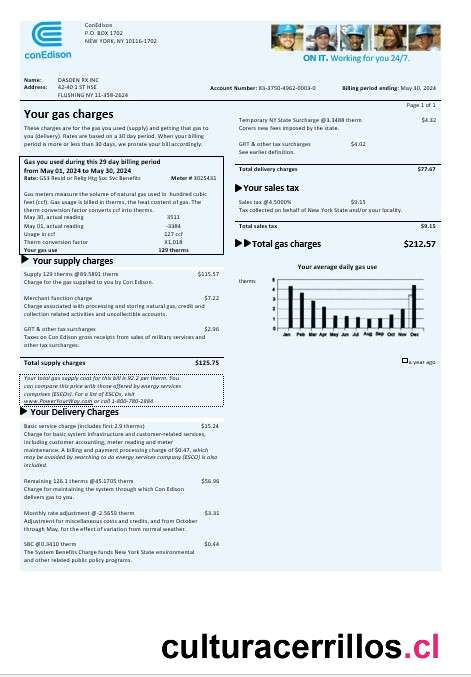 conEdison
ConEdison
P.O. BOX 1702
NEW YORK, NY 10116-1702
ON IT. Working for you 24/7.
Name: DASDEN RX INC
Address: 42-40 1 ST HSE
FLUSHING NY 11-358-2624
Account Number: 83-3750-4962-0003-0
Billing period ending: May 30, 2024
Page 1 of 1
Your gas charges
These charges are for the gas you used (supply) and getting that gas to
you (delivery). Rates are based on a 30 day period. When your billing
period is more or less than 30 days, we prorate your bill accordingly.
Gas you used during this 29 day billing period
from May 01, 2024 to May 30, 2024
Rate: GS3 Resid or Relig Htg Soc Svc Benefits Meter # 3025431
Gas meters measure the volume of natural gas used in hundred cubic
feet (ccf). Gas usage is billed in therms, the heat content of gas. The
therm conversion factor converts ccf into therms.
May 30, actual reading 3511
May 01, actual reading -3384
Usage in ccf 127 ccf
Therm conversion factor X1,018
Your gas use 129 therms
Your supply charges
Supply 129 therms @89.5891 therm $115.57
Charge for the gas supplied to you by Con Edison.
Merchant function charge $7.22
Charge associated with processing and storing natural gas, credit and
collection related activities and uncollectible accounts.
GRT & other tax surcharges $2.96
Taxes on Con Edison gross receipts from sales of military services and
other tax surcharges.
Total supply charges $125.75
Your total gas supply cost for this bill is 92.2 per therm. You
can compare this price with those offered by energy services
comprises (ESCOs). For a list of ESCOs, visit
www.PowerYourWay.com or call 1-800-780-2884.
Your Delivery Charges
Basic service charge (includes first 2.9 therms) $15.24
Charge for basic system infrastructure and customer-related services,
including customer accounting, meter reading and meter
maintenance. A billing and payment processing charge of $0.47, which
may be avoided by searching to do energy services company (ESCO) is also
included.
Remaining 126.1 therms @45.1705 therm $56.96
Charge for maintaining the system through which Con Edison
delivers gas to you.
Monthly rate adjustment @-2.5659 therm $3.31
Adjustment for miscellaneous costs and credits, and from October
through May, for the effect of variation from normal weather.
SBC @0.3410 therm $0.44
The System Benefits Charge funds New York State environmental
and other related public policy programs.
Temporary NY State Surcharge @3.3488 therm $4.32
Covers new fees imposed by the state.
GRT & other tax surcharges $4.02
See earlier definition.
Total delivery charges $77.67
Your sales tax
Sales tax @4.5000% $9.15
Tax collected on behalf of New York State and/or your locality.
Total sales tax $9.15
Total gas charges $212.57
Your average daily gas use
therms
5
4
3
2
1
0
Jan Feb Mar Apr May Jun Jul Aug Sep Oct Nov Dec
a year ago
culturacerrillos.cl